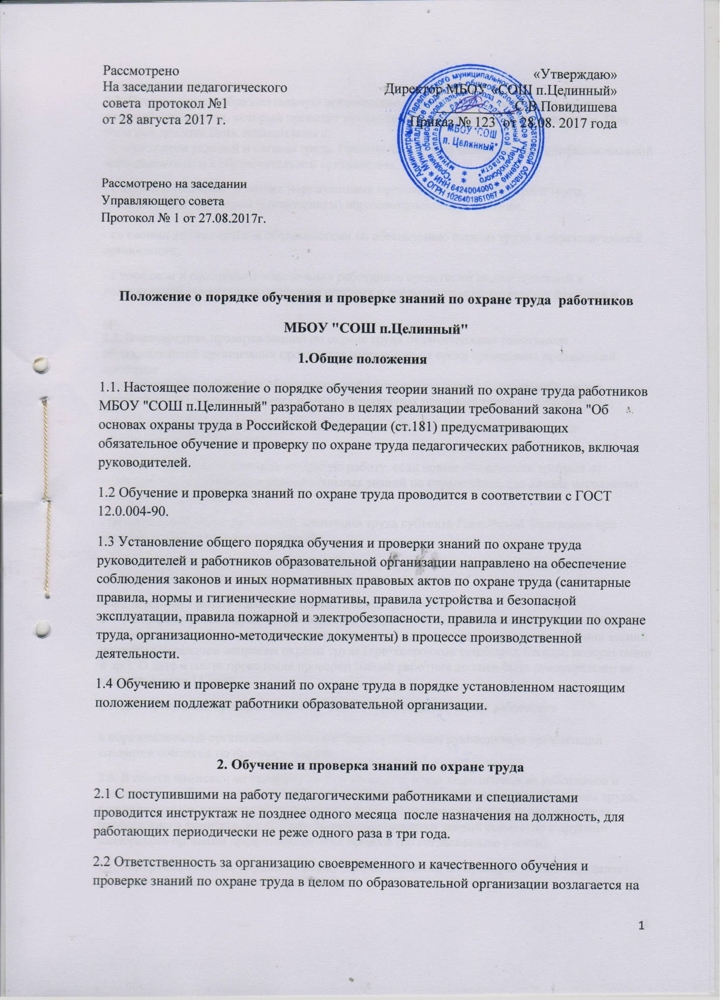 Рассмотрено
На заседании педагогического
совета протокол №1
от 28 августа 2017 г.
«Утверждаю»
Директор МБОУ «СОШ п.Целинный»
С.В.Повидишева
Приказ № 123 от 28.08. 2017 года
МБОУ "СОШ
п. Целинный"
ИНН 6424004000
ОГРН 1026401861067
Рассмотрено на заседании
Управляющего совета
Протокол № 1 от 27.08.2017г.
Положение о порядке обучения и проверке знаний по охране труда работников
МБОУ "СОШ п.Целинный"
1.Общие положения
1.1. Настоящее положение о порядке обучения теории знаний по охране труда работников
МБОУ "СОШ п.Целинный" разработано в целях реализации требований закона "Об
основах охраны труда в Российской Федерации (ст.181) предусматривающих
обязательное обучение и проверку по охране труда педагогических работников, включая
руководителей.
1.2 Обучение и проверка знаний по охране труда проводится в соответствии с ГОСТ
12.0.004-90.
1.3 Установление общего порядка обучения и проверки знаний по охране труда
руководителей и работников образовательной организации направлено на обеспечение
соблюдения законов и иных нормативных правовых актов по охране труда (санитарные
правила, нормы и гигиенические нормативы, правила устройства и безопасной
эксплуатации, правила пожарной и электробезопасности, правила и инструкции по охране
труда, организационно-методические документы) в процессе производственной
деятельности.
1.4 Обучению и проверке знаний по охране труда в порядке установленном настоящим
положением подлежат работники образовательной организации.
2. Обучение и проверка знаний по охране труда
2.1 С поступившими на работу педагогическими работниками и специалистами
проводится инструктаж не позднее одного месяца после назначения на должность, для
работающих периодически не реже одного раза в три года.
2.2 Ответственность за организацию своевременного и качественного обучения и
проверке знаний по охране труда в целом по образовательной организации возлагается на
1